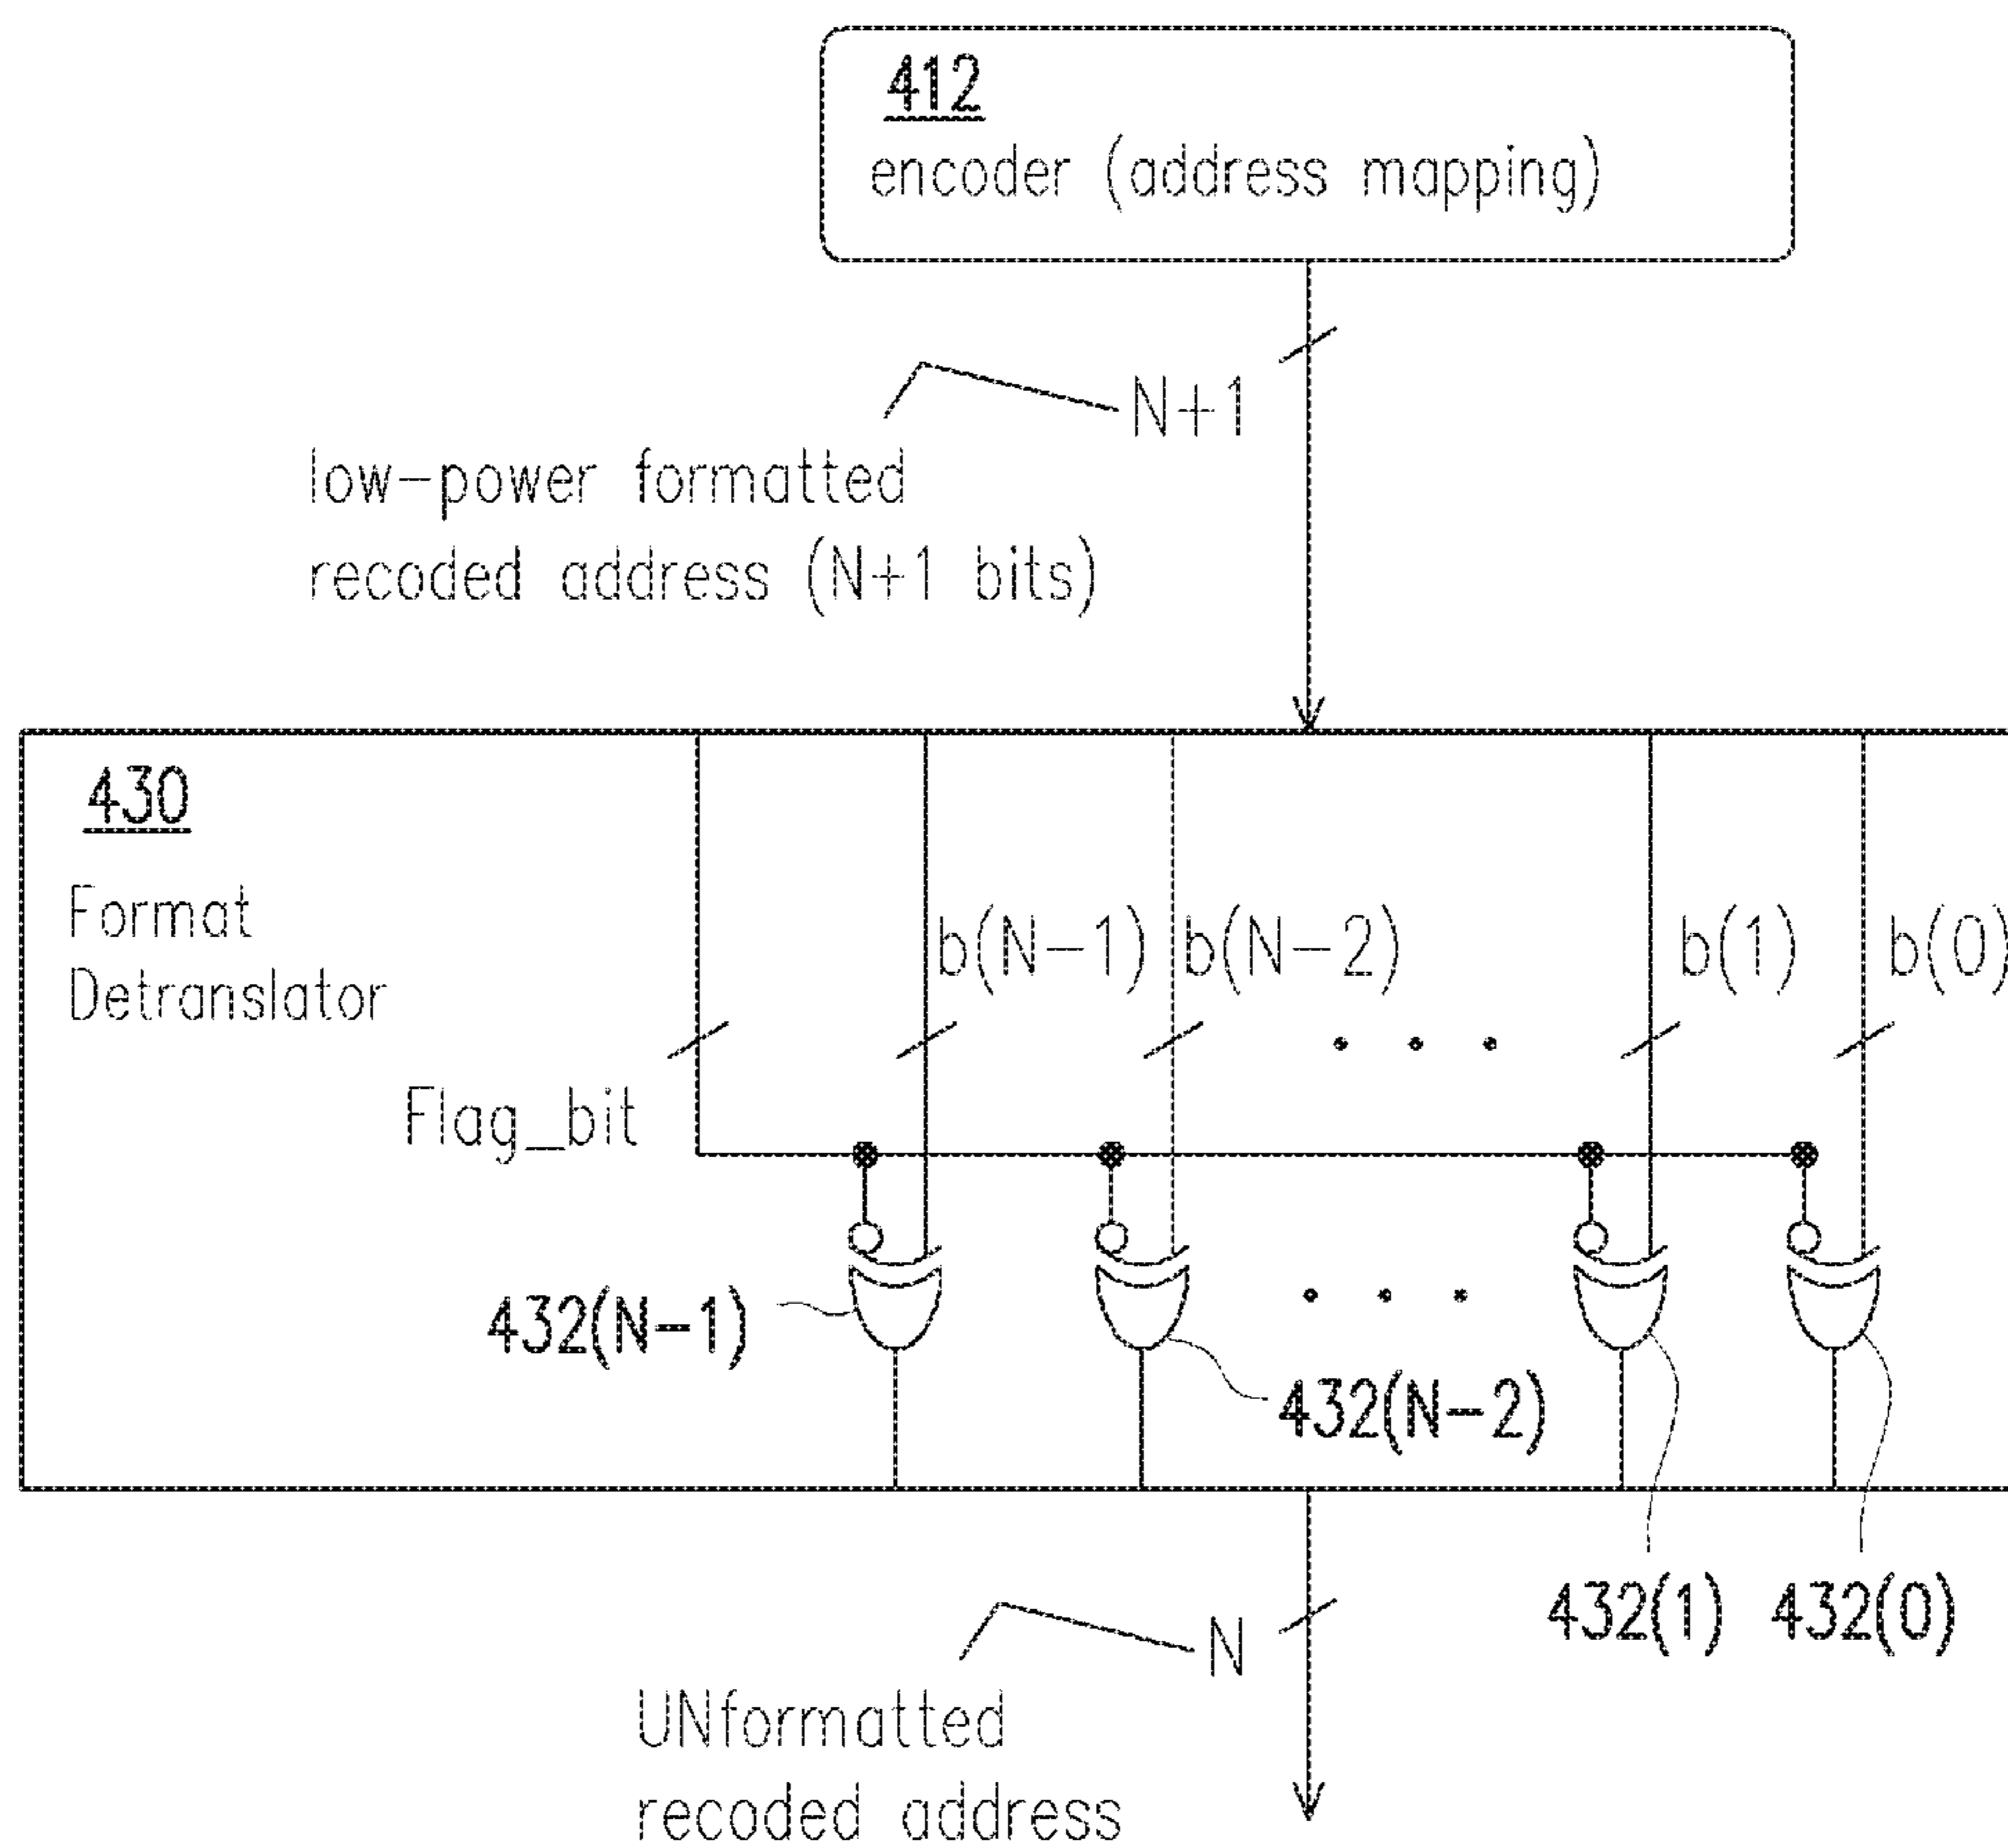 412
encoder (address mapping)
N+1
low-power formatted
recoded address (N+1 bits)
430
Format
Detranslator
b(N-1) b(N-2) b(1) b(0)
Flag_bit
432(N-1)
432(N-2)
432(1) 432(0)
N
UNformatted
recoded address